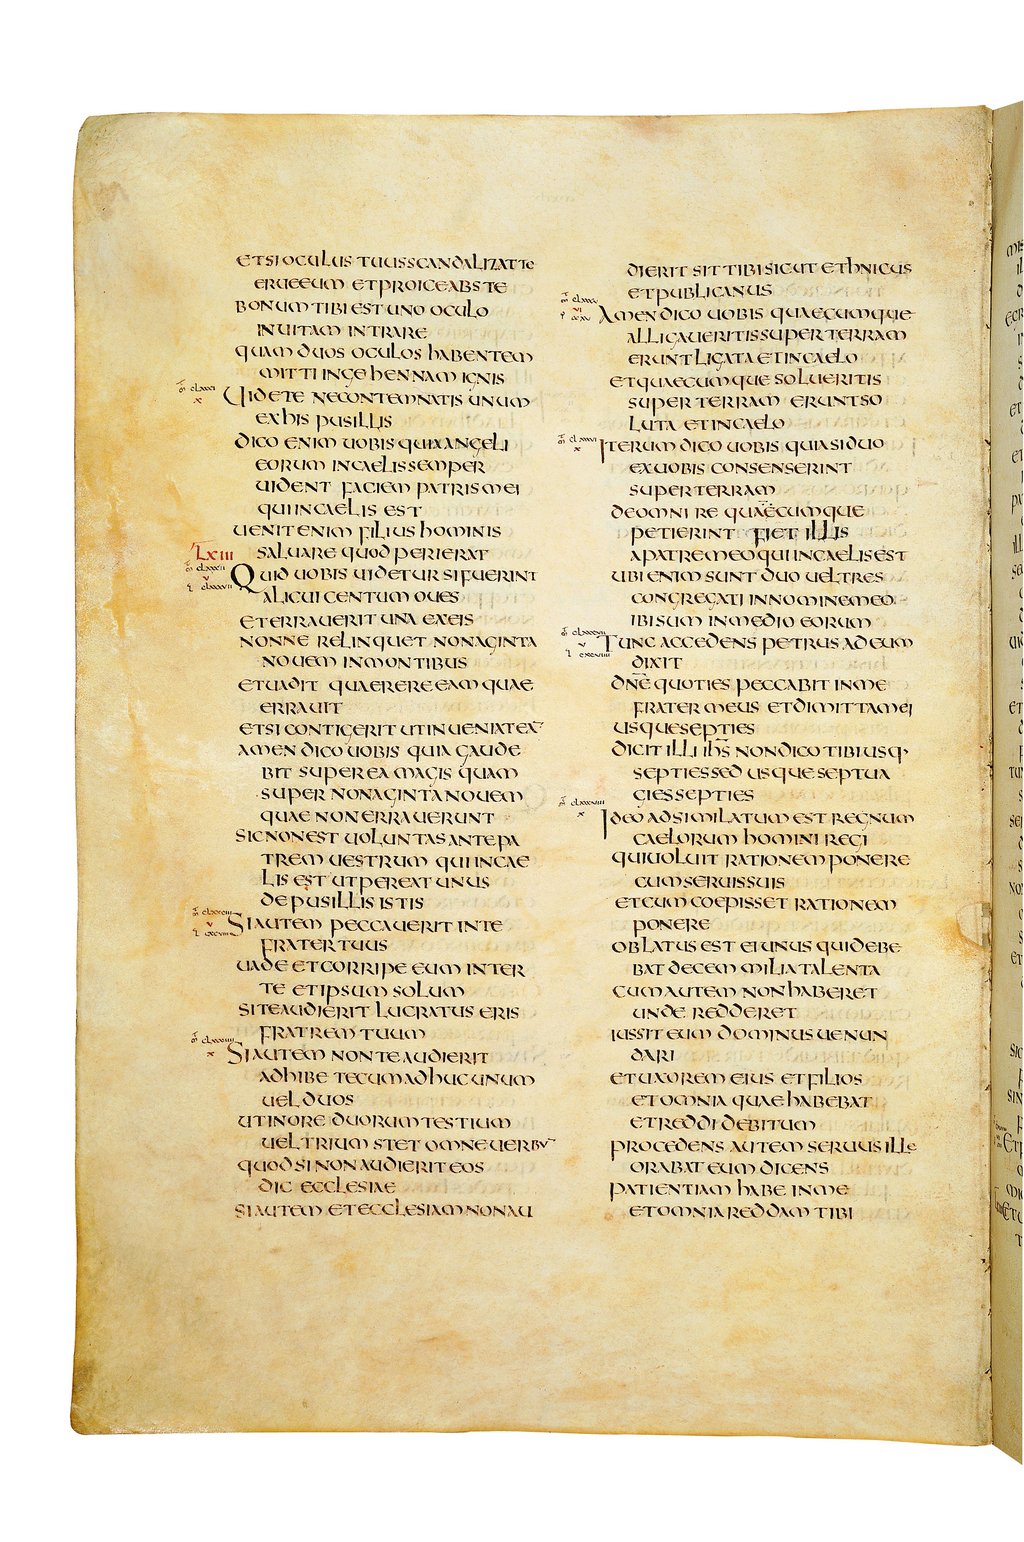 ETSI OCULUS TUUS SCANDALIZAT TE
ERUE EUM ET PROICE ABS TE
BONUM TIBI EST UNO OCULO
IN UITAM INTRARE
QUAM DUOS OCULOS HABENTEM
MITTI IN GEHENNAM IGNIS
UIDETE NE CONTEMNATIS UNUM
EX HIS PUSILLIS
DICO ENIM UOBIS QUIA ANGELI
EORUM IN CAELIS SEMPER
UIDENT FACIEM PATRIS MEI
QUI IN CAELIS EST
UENIT ENIM FILIUS HOMINIS
LXIII
SALUARE QUOD PERIERAT
QUID UOBIS UIDETUR SI FUERINT
ALICUI CENTUM OUES
ET ERRAUERIT UNA EX EIS
NONNE RELINQUET NONAGINTA
NOUEM IN MONTIBUS
ET UADIT QUAERERE EAM QUAE
ERRAUIT
ET SI CONTIGERIT UT INUENIAT EA
AMEN DICO UOBIS QUIA GAUDE
BIT SUPER EA MAGIS QUAM
SUPER NONAGINTA NOUEM
QUAE NON ERRAUERUNT
SIC NON EST UOLUNTAS ANTE PA
TREM UESTRUM QUI IN CAE
LIS EST UT PEREAT UNUS
DE PUSILLIS ISTIS
SI AUTEM PECCAUERIT IN TE
FRATER TUUS
UADE ET CORRIPE EUM INTER
TE ET IPSUM SOLUM
SI TE AUDIERIT LUCRATUS ERIS
FRATREM TUUM
SI AUTEM NON TE AUDIERIT
ADHIBE TECUM ADHUC UNUM
UEL DUOS
UT IN ORE DUORUM TESTIUM
UEL TRIUM STET OMNE UERBU
QUOD SI NON AUDIERIT EOS
DIC ECCLESIAE
SI AUTEM ET ECCLESIAM NON AU
DIERIT SIT TIBI SICUT ETHNICUS
ET PUBLICANUS
AMEN DICO UOBIS QUAECUMQUE
ALLIGAUERITIS SUPER TERRAM
ERUNT LIGATA ET IN CAELO
ET QUAECUMQUE SOLUERITIS
SUPER TERRAM ERUNT SO
LUTA ET IN CAELO
ITERUM DICO UOBIS QUIA SI DUO
EX UOBIS CONSENSERINT
SUPER TERRAM
DE OMNI RE QUAECUMQUE
PETIERINT FIET ILLIS
A PATRE MEO QUI IN CAELIS EST
UBI ENIM SUNT DUO UEL TRES
CONGREGATI IN NOMINE MEO
IBI SUM IN MEDIO EORUM
TUNC ACCEDENS PETRUS AD EUM
DIXIT
DNE QUOTIES PECCABIT IN ME
FRATER MEUS ET DIMITTAM EI
USQUE SEPTIES
DICIT ILLI IHS NON DICO TIBI USQ·
SEPTIES SED USQUE SEPTUA
GIES SEPTIES
IDEO ADSIMILATUM EST REGNUM
CAELORUM HOMINI REGI
QUI UOLUIT RATIONEM PONERE
CUM SERUIS SUIS
ET CUM COEPISSET RATIONEM
PONERE
OBLATUS EST EI UNUS QUI DEBE
BAT DECEM MILIA TALENTA
CUM AUTEM NON HABERET
UNDE REDDERET
IUSSIT EUM DOMINUS UENUN
DARI
ET UXOREM EIUS ET FILIOS
ET OMNIA QUAE HABEBAT
ET REDDI DEBITUM
PROCEDENS AUTEM SERUUS ILLE
ORABAT EUM DICENS
PATIENTIAM HABE IN ME
ET OMNIA REDDAM TIBI